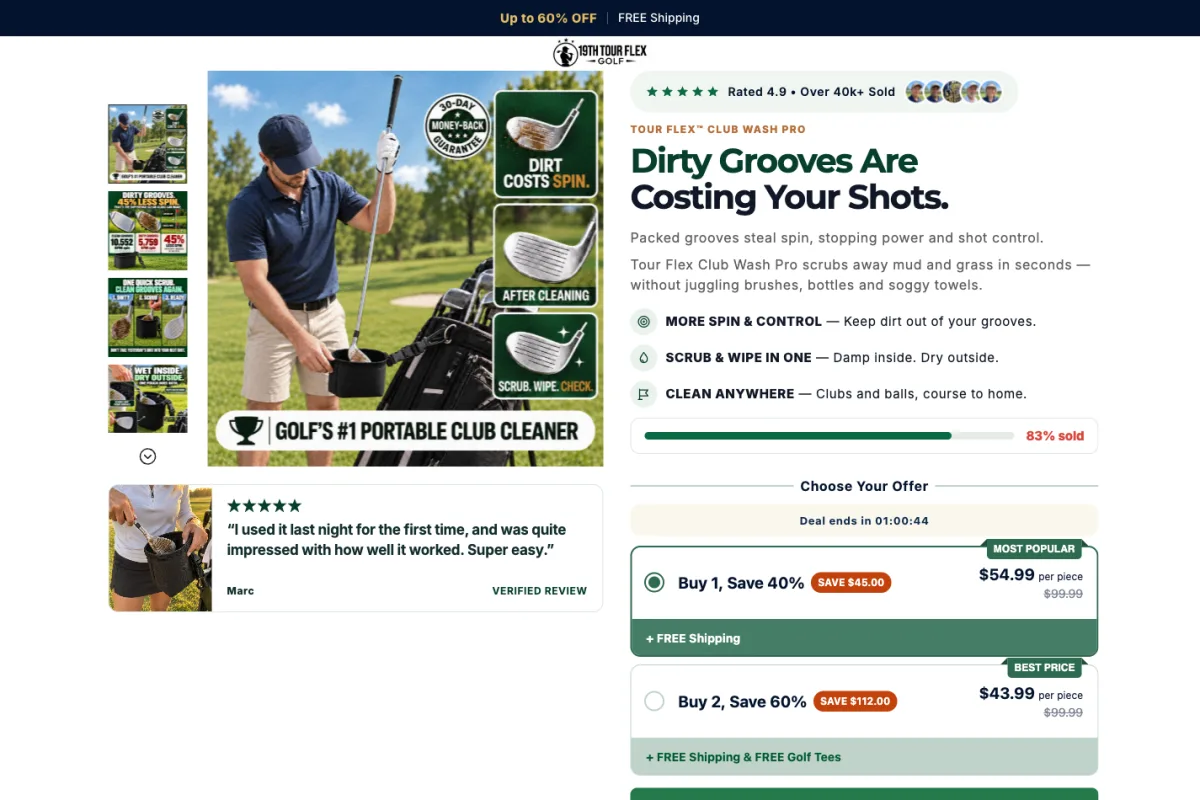 Up to 60% OFF | FREE Shipping
19TH TOUR FLEX
GOLF
DIRTY GROOVES.
45% LESS SPIN.
10,552
5,759
45%
ONE QUICK SCRUB.
CLEAN GROOVES AGAIN.
WET INSIDE.
DRY OUTSIDE.
30-DAY
MONEY-BACK
GUARANTEE
DIRT
COSTS SPIN.
AFTER CLEANING
SCRUB. WIPE. CHECK.
GOLF'S #1 PORTABLE CLUB CLEANER
★★★★★
“I used it last night for the first time, and was quite
impressed with how well it worked. Super easy.”
Marc
VERIFIED REVIEW
★★★★★ Rated 4.9 • Over 40k+ Sold
TOUR FLEX™ CLUB WASH PRO
Dirty Grooves Are
Costing Your Shots.
Packed grooves steal spin, stopping power and shot control.
Tour Flex Club Wash Pro scrubs away mud and grass in seconds —
without juggling brushes, bottles and soggy towels.
MORE SPIN & CONTROL — Keep dirt out of your grooves.
SCRUB & WIPE IN ONE — Damp inside. Dry outside.
CLEAN ANYWHERE — Clubs and balls, course to home.
83% sold
Choose Your Offer
Deal ends in 01:00:44
MOST POPULAR
Buy 1, Save 40% SAVE $45.00 $54.99 per piece
$99.99
+ FREE Shipping
BEST PRICE
Buy 2, Save 60% SAVE $112.00 $43.99 per piece
$99.99
+ FREE Shipping & FREE Golf Tees